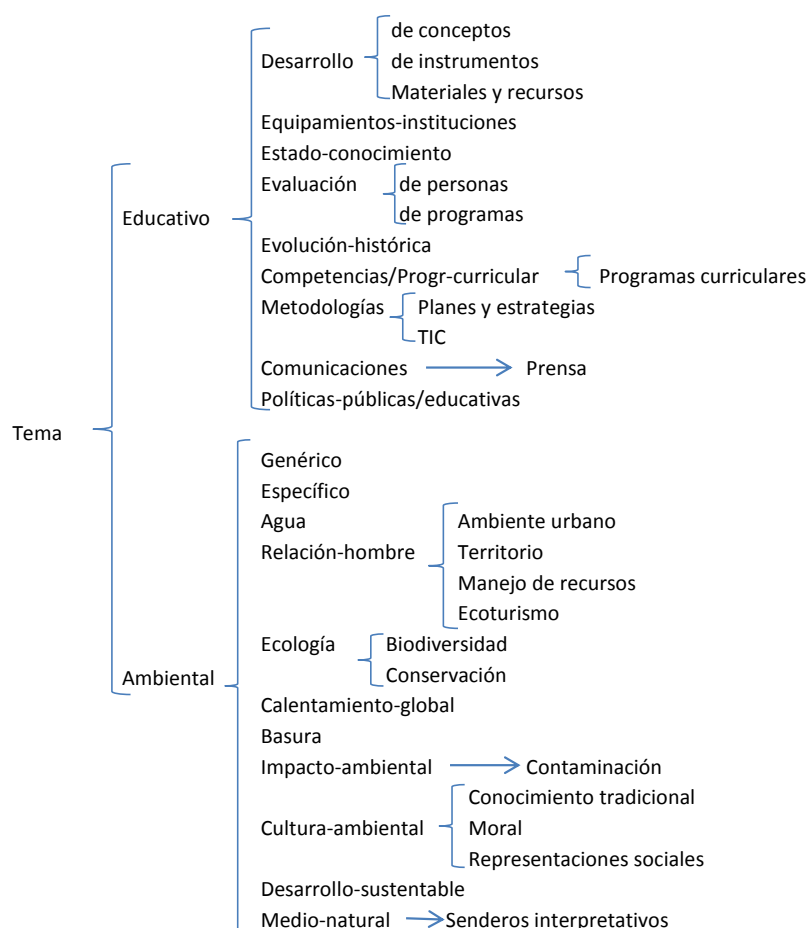 de conceptos
Desarrollo de instrumentos
Materiales y recursos
Equipamientos-instituciones
Estado-conocimiento
Evaluación de personas
Educativo de programas
Evolución-histórica
Competencias/Progr-curricular Programas curriculares
Metodologías Planes y estrategias
TIC
Comunicaciones Prensa
Políticas-públicas/educativas
Tema
Genérico
Específico
Agua Ambiente urbano
Relación-hombre Territorio
Manejo de recursos
Ecoturismo
Ecología Biodiversidad
Ambiental Conservación
Calentamiento-global
Basura
Impacto-ambiental Contaminación
Conocimiento tradicional
Cultura-ambiental Moral
Representaciones sociales
Desarrollo-sustentable
Medio-natural Senderos interpretativos